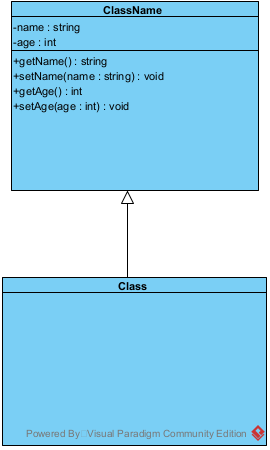 ClassName
-name : string
-age : int
+getName() : string
+setName(name : string) : void
+getAge() : int
+setAge(age : int) : void
Class
Powered By: Visual Paradigm Community Edition